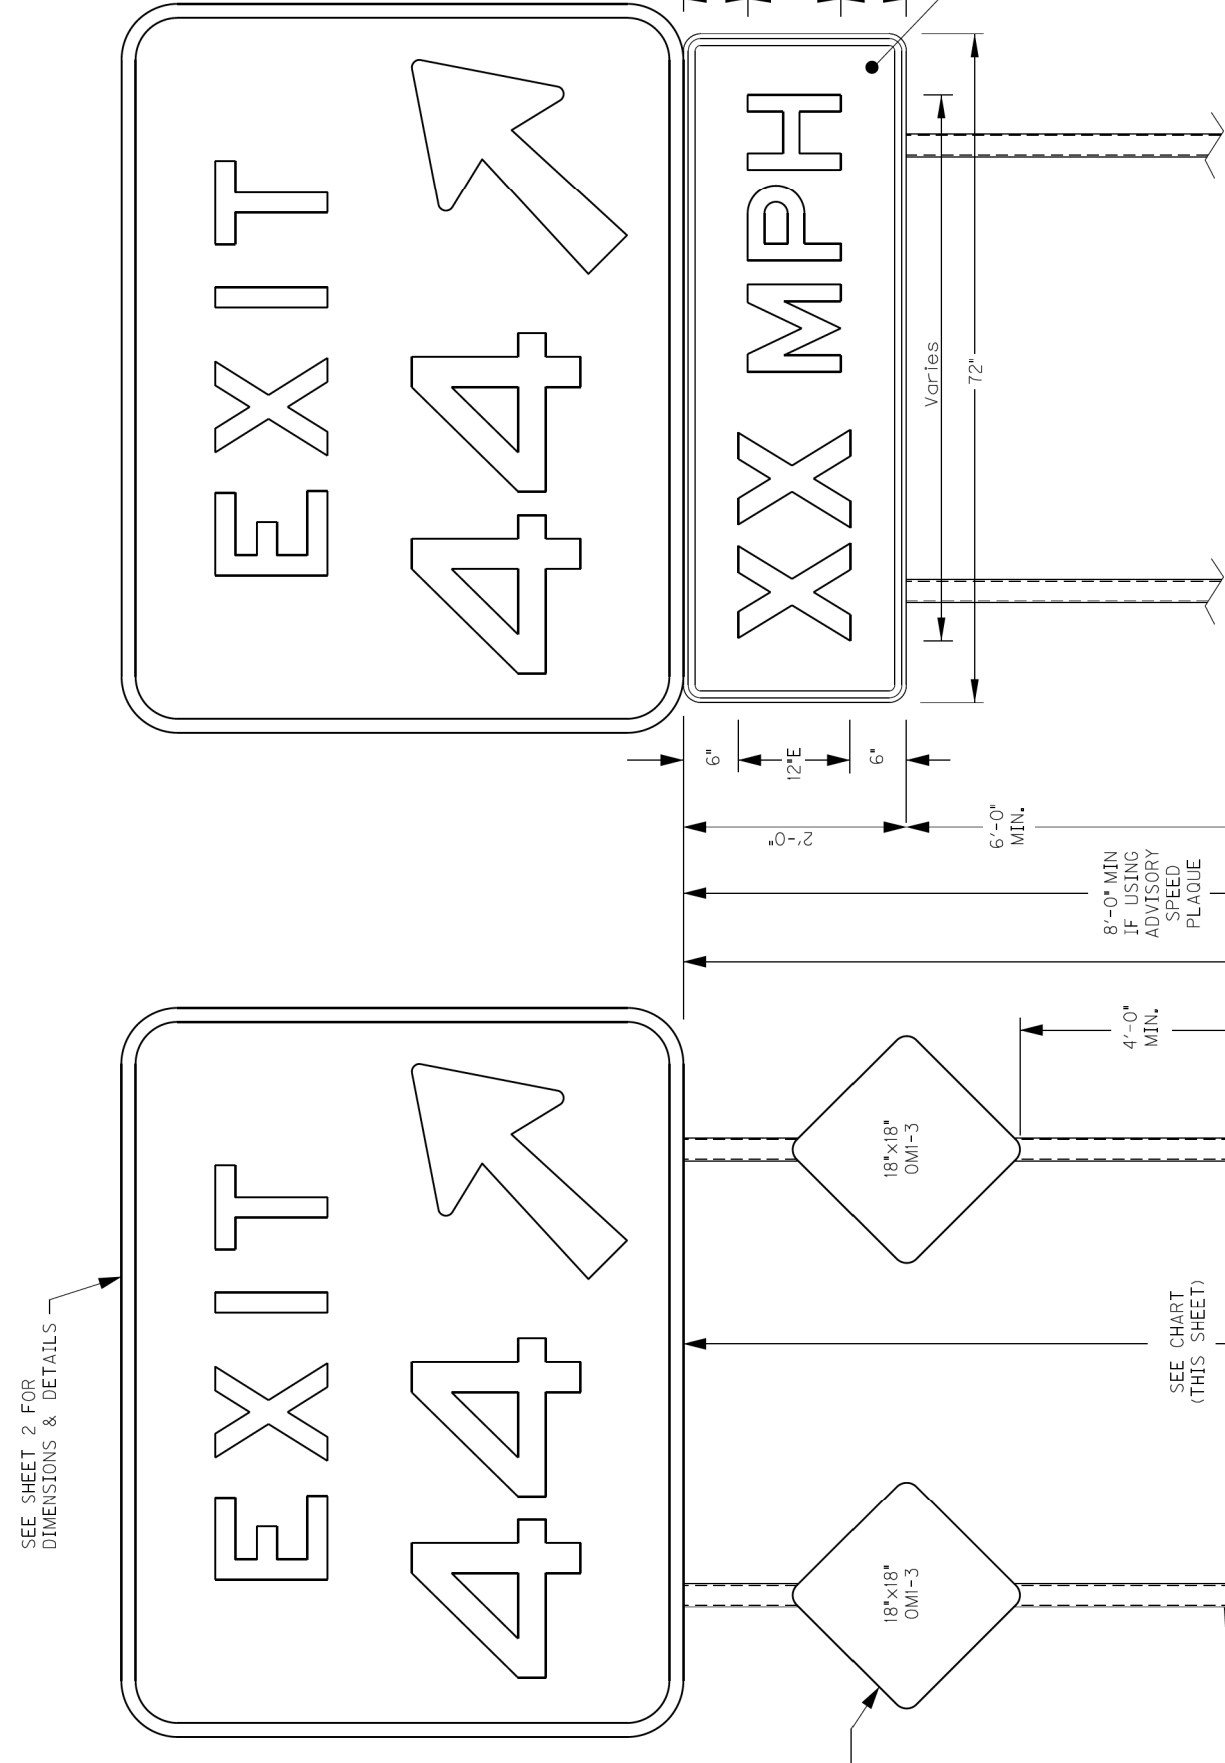 SEE SHEET 2 FOR
DIMENSIONS & DETAILS
EXIT
44
18"x18"
OM1-3
18"x18"
OM1-3
SEE CHART
(THIS SHEET)
4'-0"
MIN.
EXIT
44
XX MPH
6"
12"E
6"
2'-0"
6'-0"
MIN.
8'-0" MIN
IF USING
ADVISORY
SPEED
PLAQUE
Varies
72"